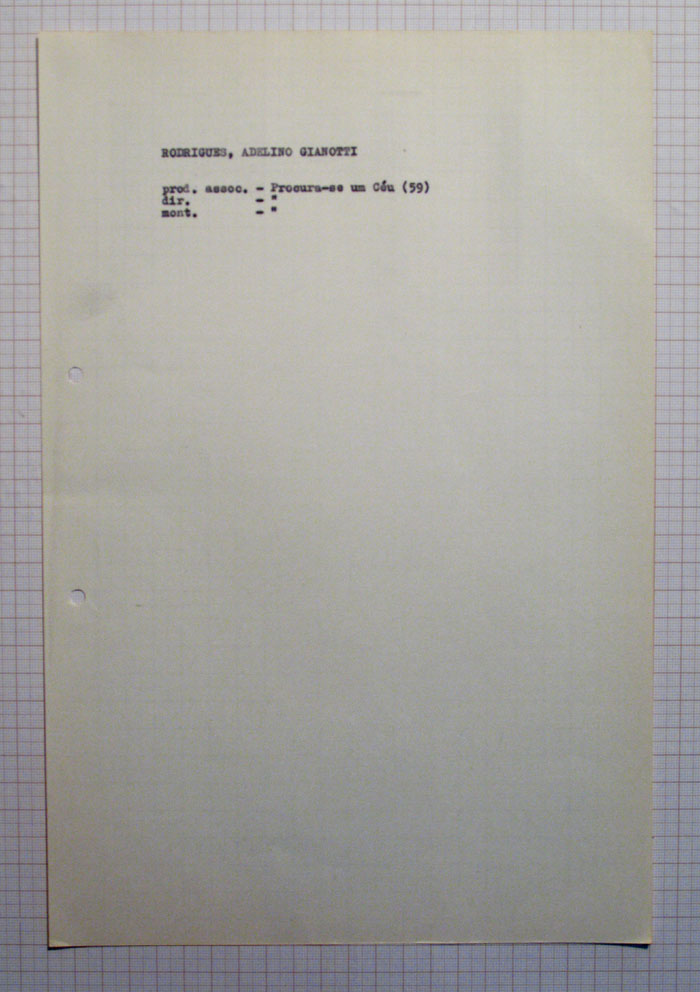 RODRIGUES, ADELINO GIANOTTI
prod. assoc. - Procura-se um Céu (59)
dir. - "
mont. - "